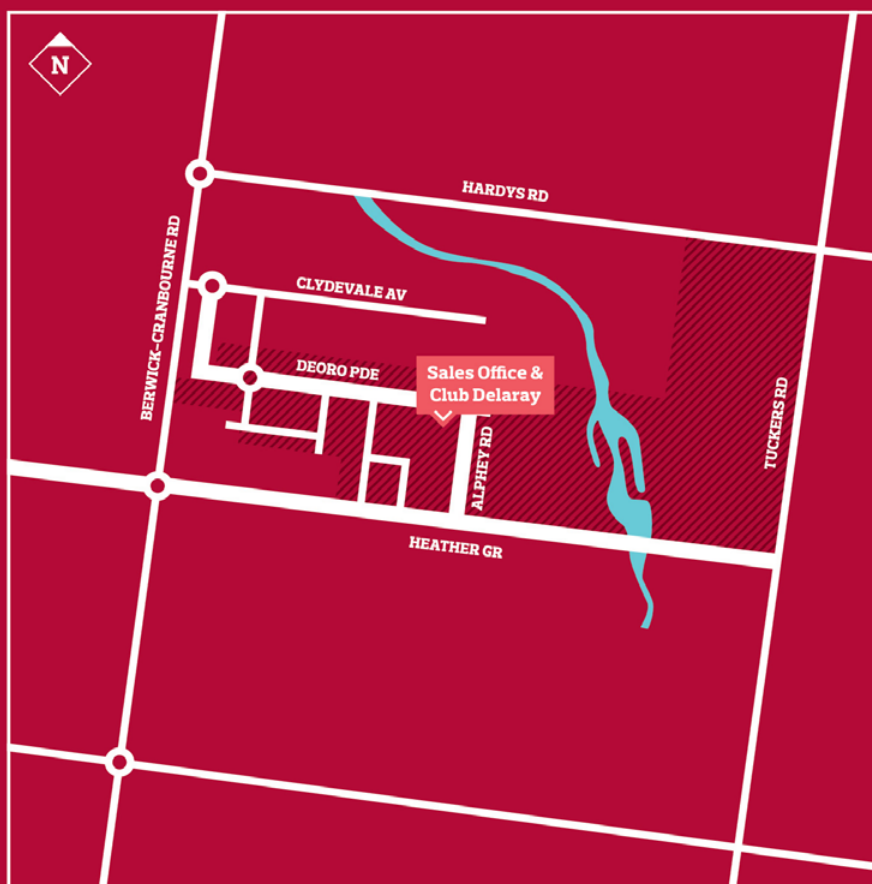 N
HARDYS RD
BERWICK-CRANBOURNE RD
CLYDEVALE AV
DEORO PDE
Sales Office &
Club Delaray
ALPHEY RD
TUCKERS RD
HEATHER GR